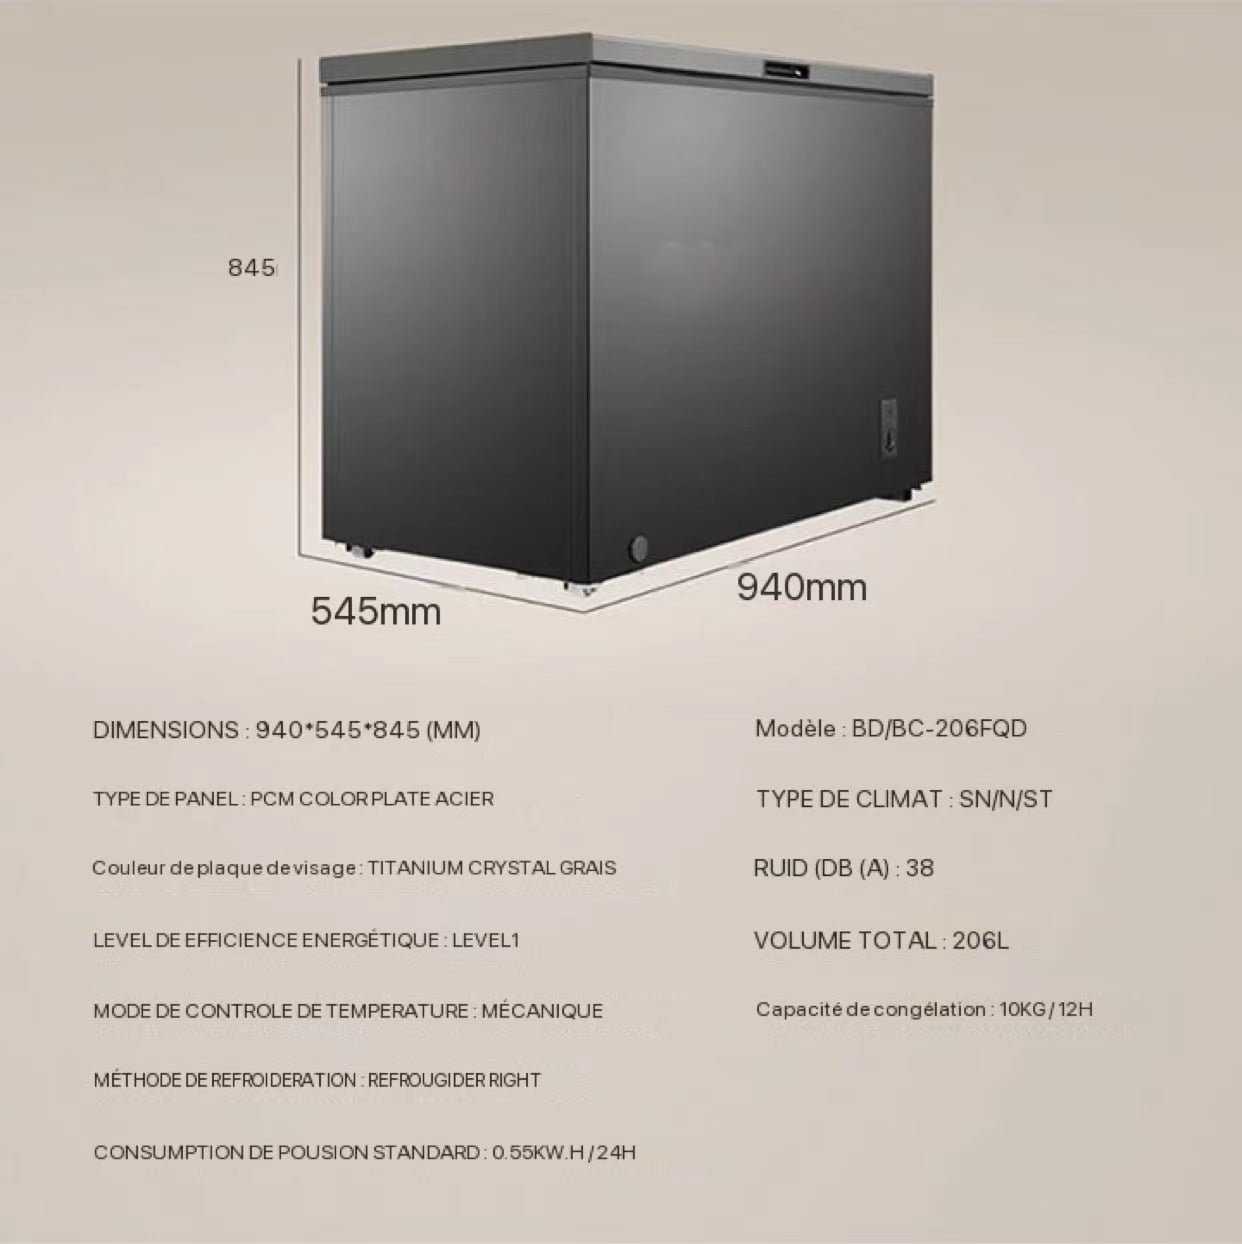 845
545mm
940mm
DIMENSIONS : 940*545*845 (MM)
Modèle : BD/BC-206FQD
TYPE DE PANEL : PCM COLOR PLATE ACIER
TYPE DE CLIMAT : SN/N/ST
Couleur de plaque de visage : TITANIUM CRYSTAL GRAIS
RUID (DB (A) : 38
LEVEL DE EFFICIENCE ENERGÉTIQUE : LEVEL1
VOLUME TOTAL : 206L
MODE DE CONTROLE DE TEMPERATURE : MÉCANIQUE
Capacité de congélation : 10KG / 12H
MÉTHODE DE REFROIDERATION : REFROUGIDER RIGHT
CONSUMPTION DE POUSION STANDARD : 0.55KW.H / 24H